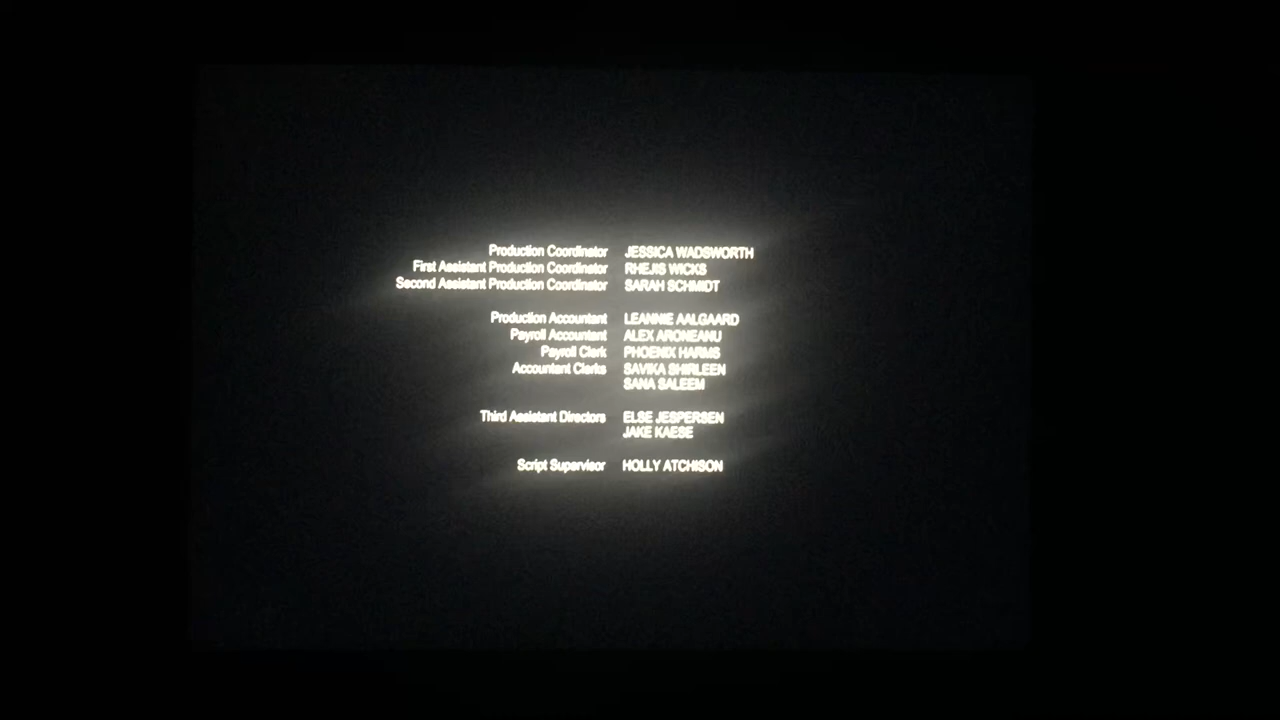 Production Coordinator JESSICA WADSWORTH
First Assistant Production Coordinator RHEJIS WICKS
Second Assistant Production Coordinator SARAH SCHMIDT
Production Accountant LEANNIE AALGAARD
Payroll Accountant ALEX ARONEANU
Payroll Clerk PHOENIX HARMS
Accountant Clerks SAVIKA SHIRLEEN
SANA SALEEM
Third Assistant Directors ELSE JESPERSEN
JAKE KAESE
Script Supervisor HOLLY ATCHISON